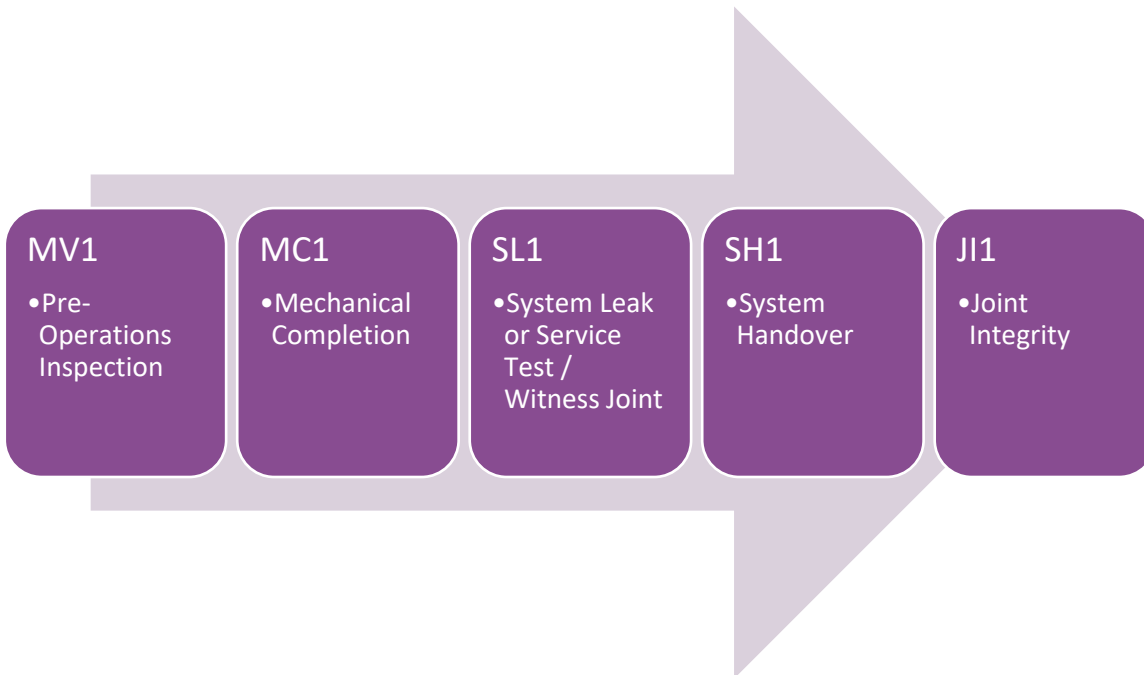 MV1
•Pre-
Operations
Inspection
MC1
•Mechanical
Completion
SL1
•System Leak
or Service
Test /
Witness Joint
SH1
•System
Handover
JI1
•Joint
Integrity